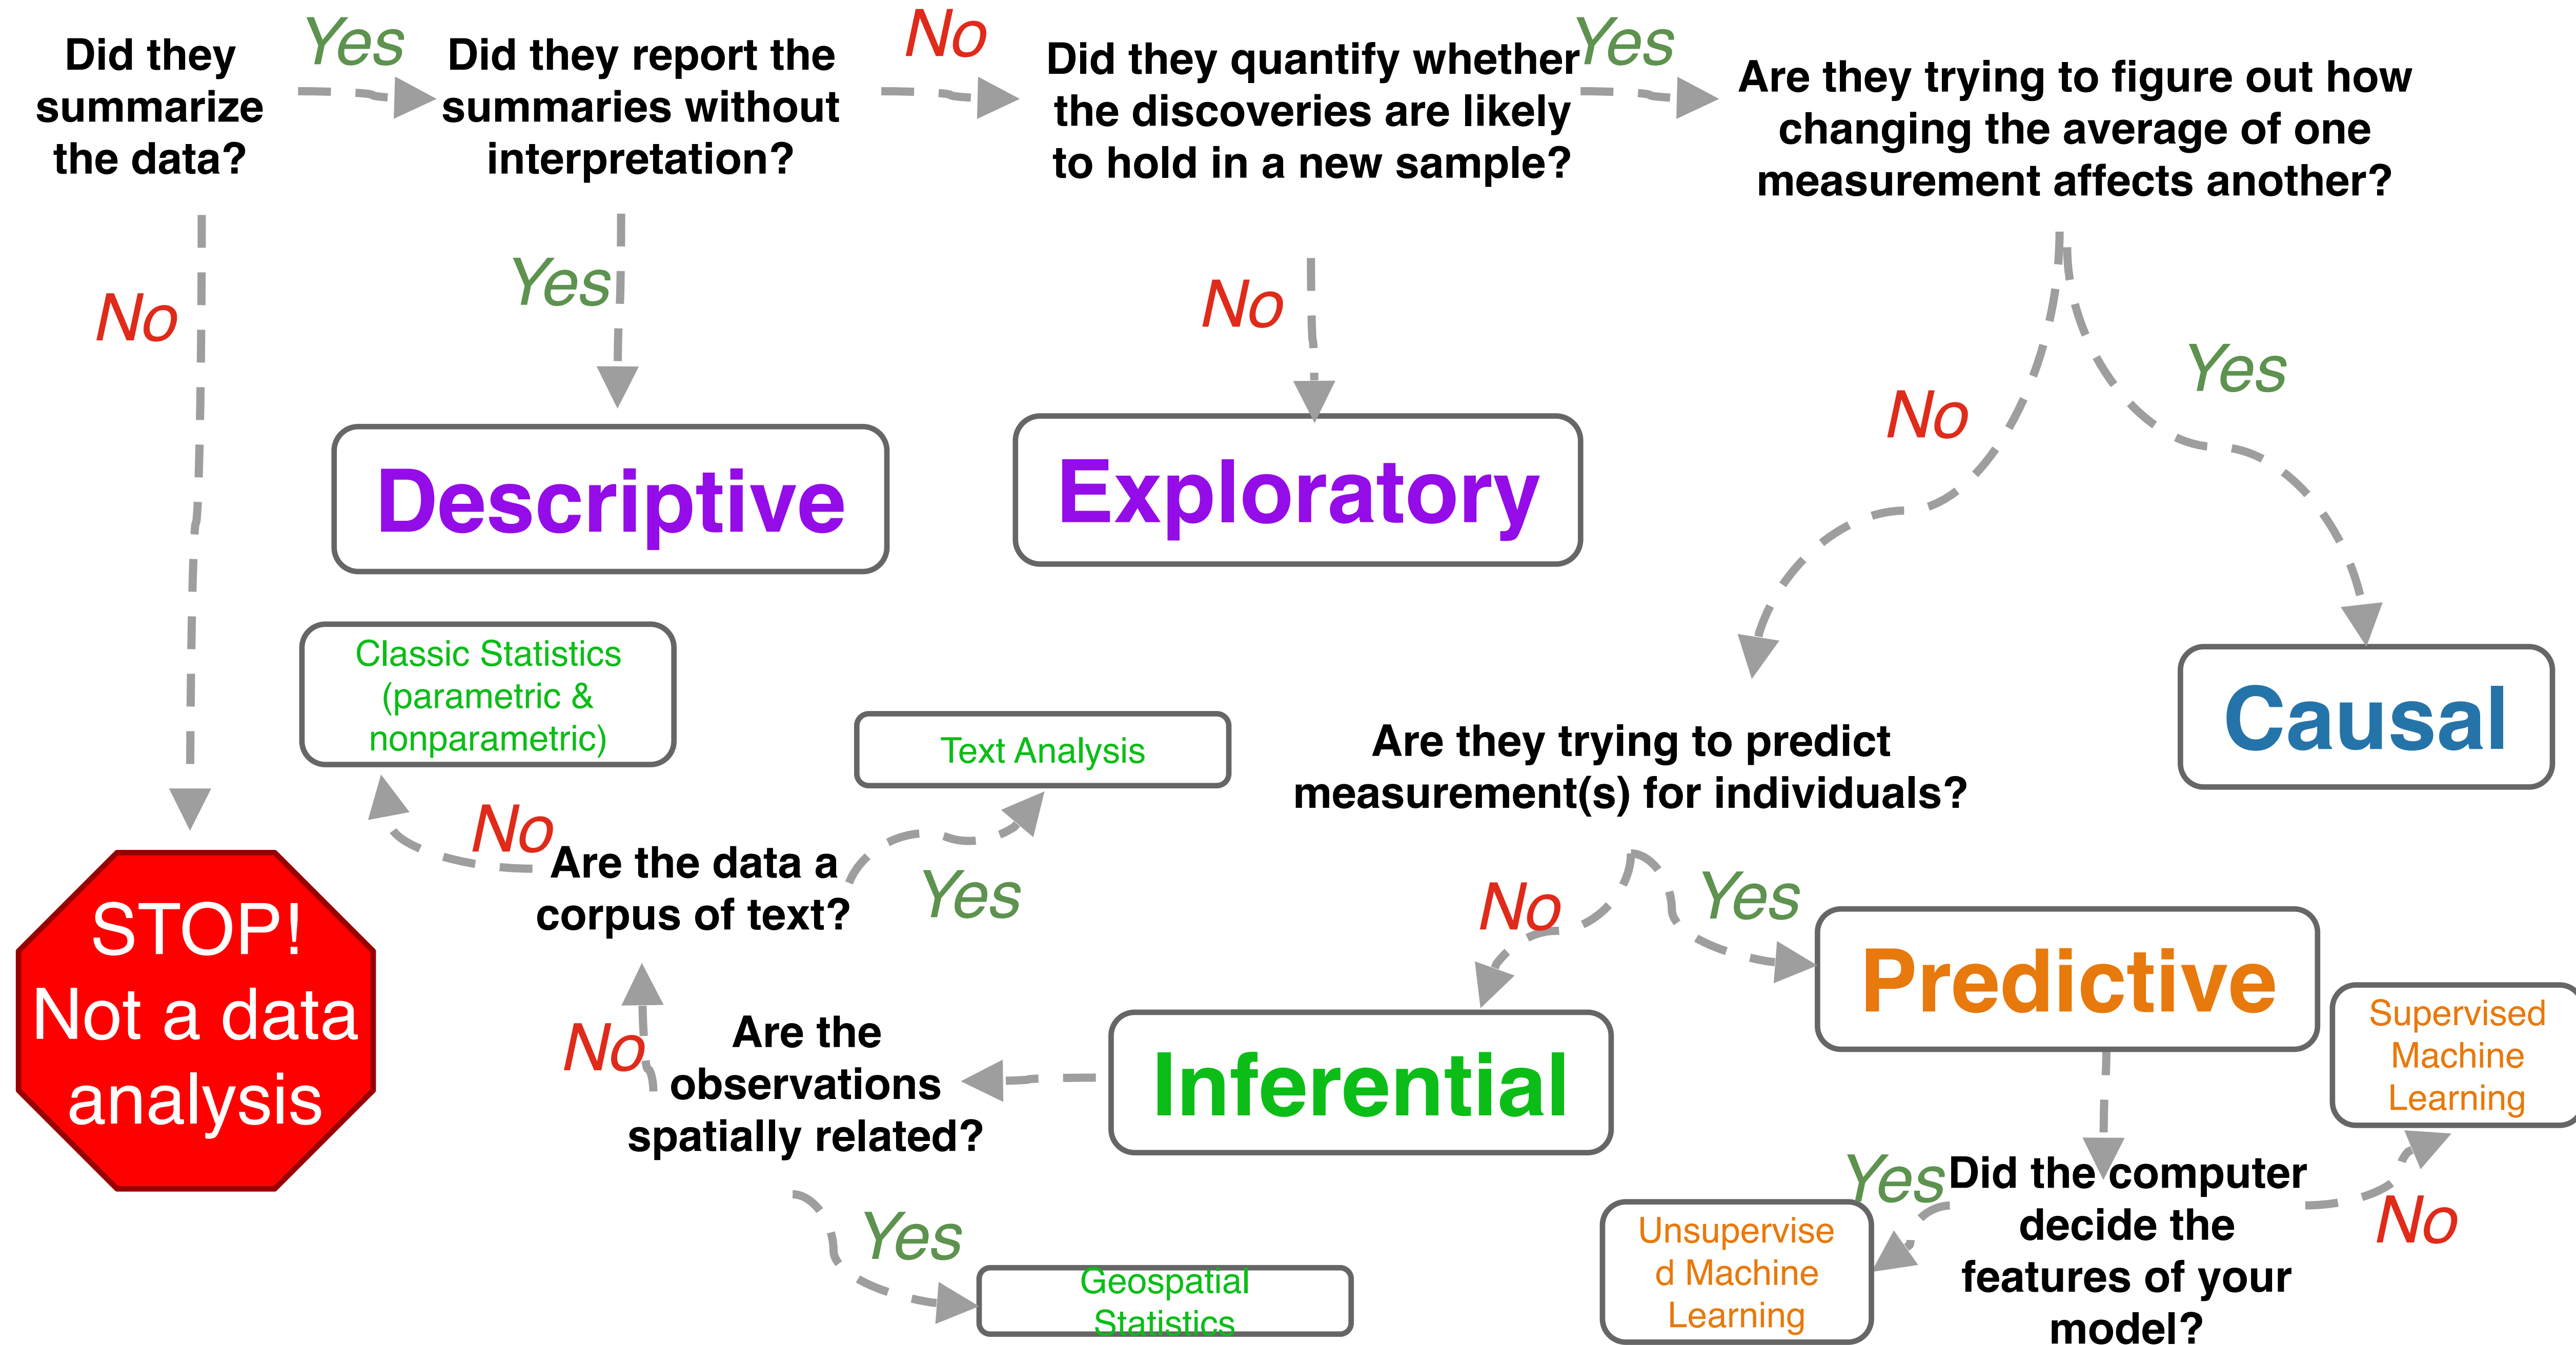 Did they
summarize
the data?
Yes
Did they report the
summaries without
interpretation?
No
Did they quantify whether
the discoveries are likely
to hold in a new sample?
Yes
Are they trying to figure out how
changing the average of one
measurement affects another?
No
Yes
No
No
Yes
Descriptive
Exploratory
Classic Statistics
(parametric &
nonparametric)
Text Analysis
Causal
Are they trying to predict
measurement(s) for individuals?
No
Are the data a
corpus of text?
Yes
No
Yes
STOP!
Not a data
analysis
Predictive
Supervised
Machine
Learning
No
Are the
observations
spatially related?
Inferential
Yes
Geospatial
Statistics
Yes
Did the computer
decide the
features of your
model?
No
Unsupervise
d Machine
Learning